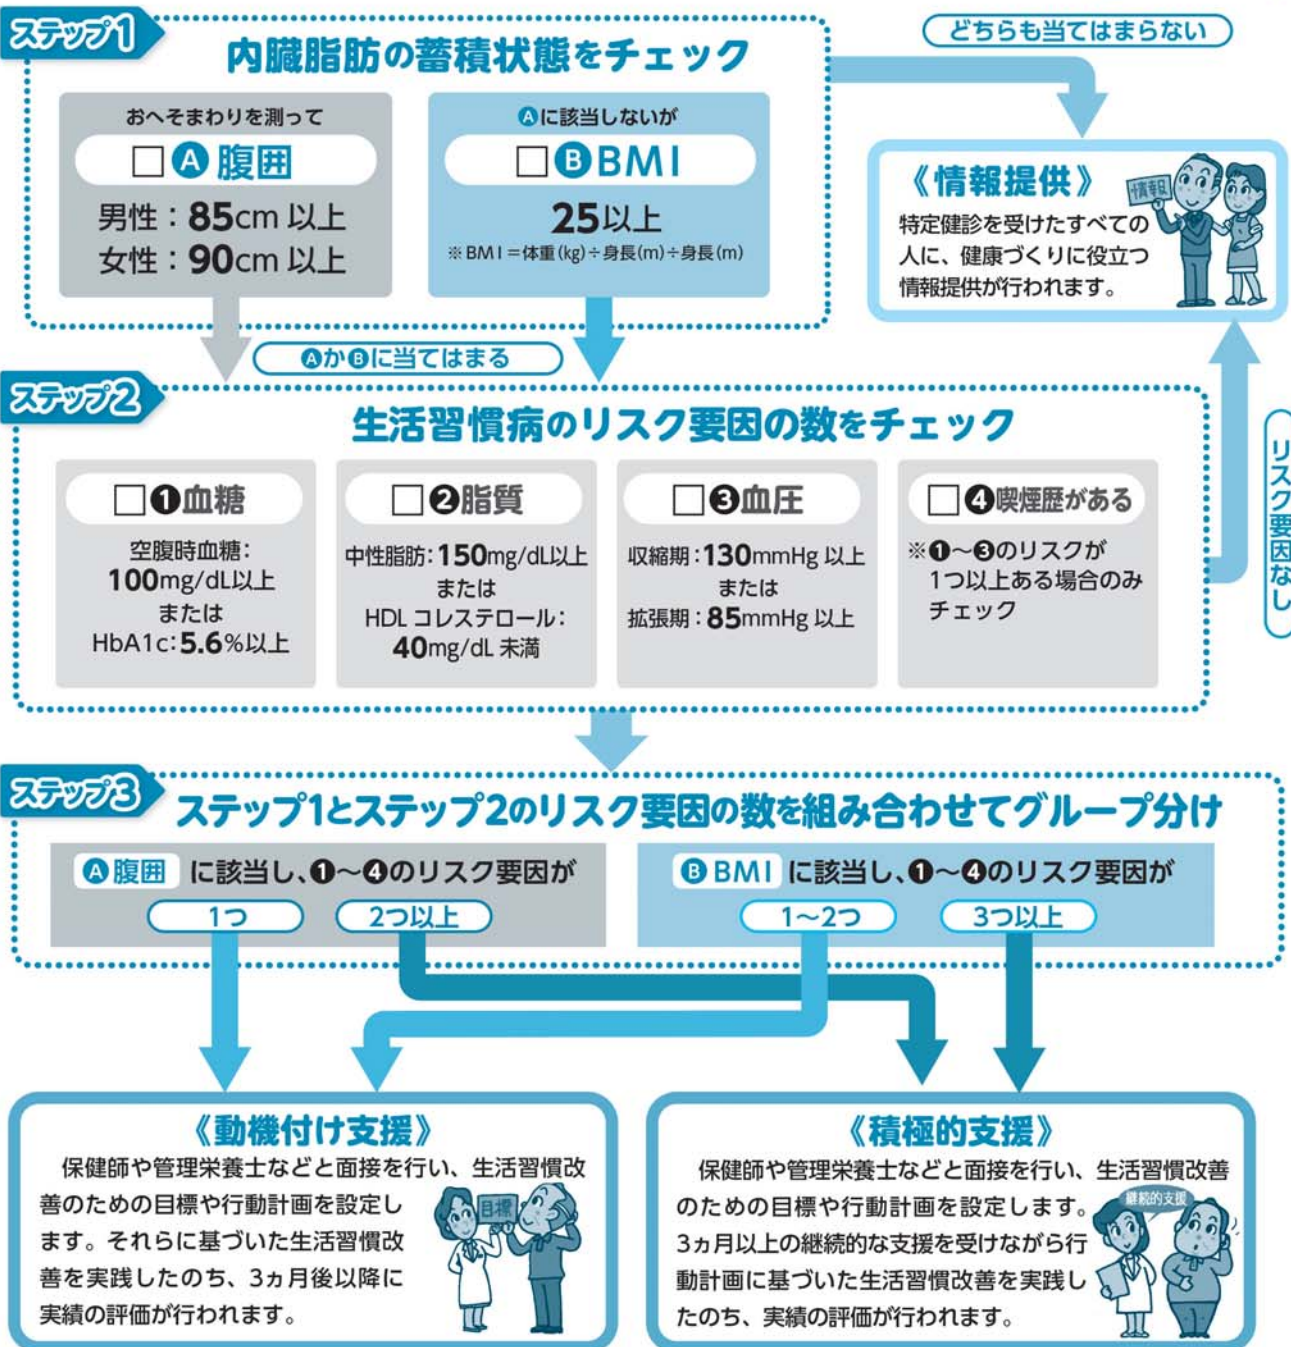 ステップ1
内臓脂肪の蓄積状態をチェック
おへそまわりを測って
□Ⓐ腹囲
男性：85cm 以上
女性：90cm 以上
Ⓐに該当しないが
□ⒷBMI
25以上
※BMI＝体重(kg)÷身長(m)÷身長(m)
どちらも当てはまらない
《情報提供》
情報
特定健診を受けたすべての
人に、健康づくりに役立つ
情報提供が行われます。
ⒶかⒷに当てはまる
ステップ2
生活習慣病のリスク要因の数をチェック
□❶血糖
空腹時血糖：
100mg/dL以上
または
HbA1c：5.6%以上
□❷脂質
中性脂肪：150mg/dL以上
または
HDL コレステロール：
40mg/dL 未満
□❸血圧
収縮期：130mmHg 以上
または
拡張期：85mmHg 以上
□❹喫煙歴がある
※❶～❸のリスクが
1つ以上ある場合のみ
チェック
リスク要因なし
ステップ3
ステップ1とステップ2のリスク要因の数を組み合わせてグループ分け
Ⓐ腹囲 に該当し、❶～❹のリスク要因が
1つ
2つ以上
ⒷBMI に該当し、❶～❹のリスク要因が
1～2つ
3つ以上
《動機付け支援》
保健師や管理栄養士などと面接を行い、生活習慣改
善のための目標や行動計画を設定し
ます。それらに基づいた生活習慣改
善を実践したのち、3ヵ月後以降に
実績の評価が行われます。
目標
《積極的支援》
保健師や管理栄養士などと面接を行い、生活習慣改善
のための目標や行動計画を設定します。
3ヵ月以上の継続的な支援を受けながら行
動計画に基づいた生活習慣改善を実践し
たのち、実績の評価が行われます。
継続的支援